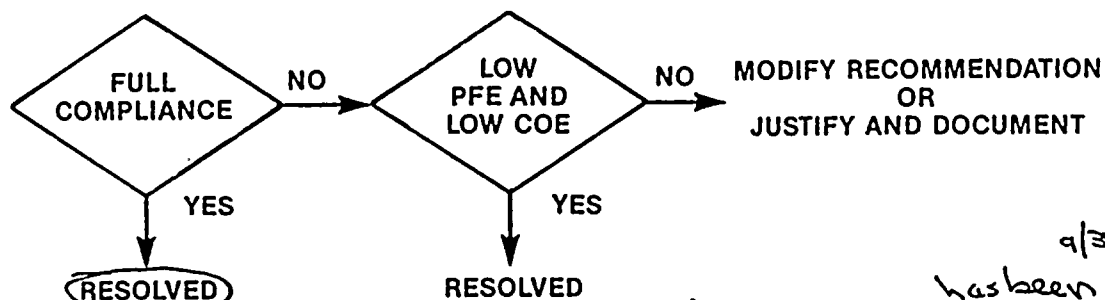 FULL
COMPLIANCE
NO
LOW
PFE AND
LOW COE
NO
MODIFY RECOMMENDATION
OR
JUSTIFY AND DOCUMENT
YES
YES
RESOLVED
RESOLVED
has been